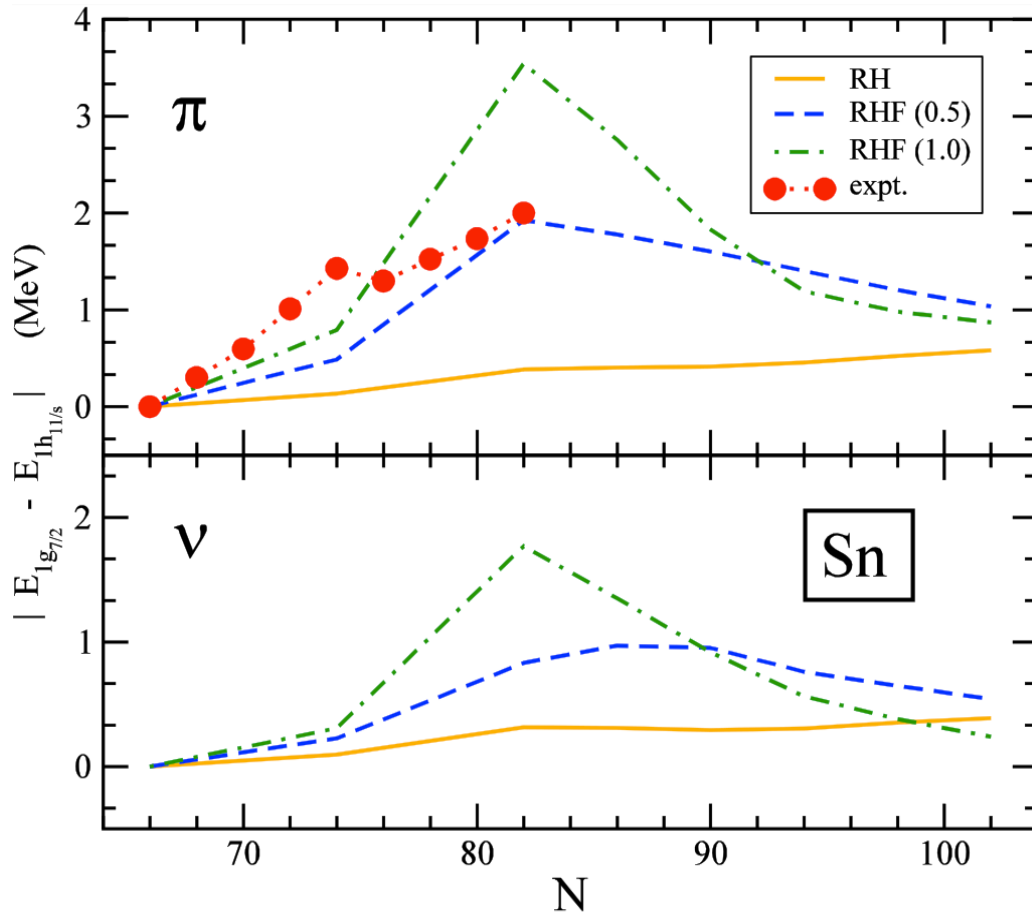 4
3
2
1
0
π
RH
RHF (0.5)
RHF (1.0)
expt.
| E1g7/2 - E1h11/s | (MeV)
2
1
0
ν
Sn
70
80
90
100
N